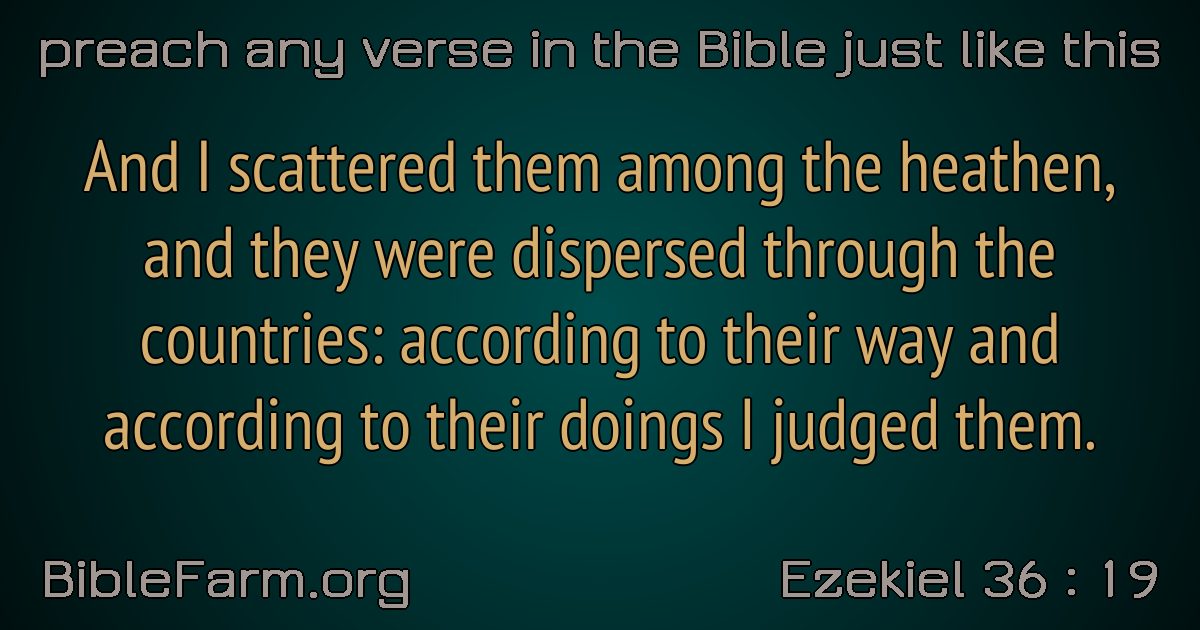 preach any verse in the Bible just like this
And I scattered them among the heathen,
and they were dispersed through the
countries: according to their way and
according to their doings I judged them.
BibleFarm.org
Ezekiel 36 : 19